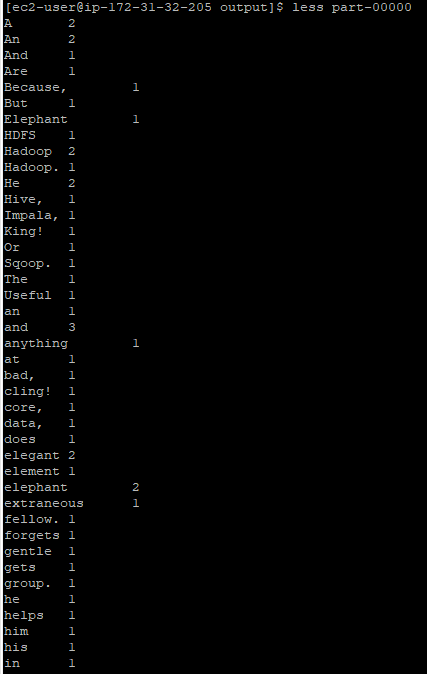 [ec2-user@ip-172-31-32-205 output]$ less part-00000
A	2
An	2
And	1
Are	1
Because,	1
But	1
Elephant	1
HDFS	1
Hadoop	2
Hadoop.	1
He	2
Hive,	1
Impala,	1
King!	1
Or	1
Sqoop.	1
The	1
Useful	1
an	1
and	3
anything	1
at	1
bad,	1
cling!	1
core,	1
data,	1
does	1
elegant	2
element	1
elephant	2
extraneous	1
fellow.	1
forgets	1
gentle	1
gets	1
group.	1
he	1
helps	1
him	1
his	1
in	1